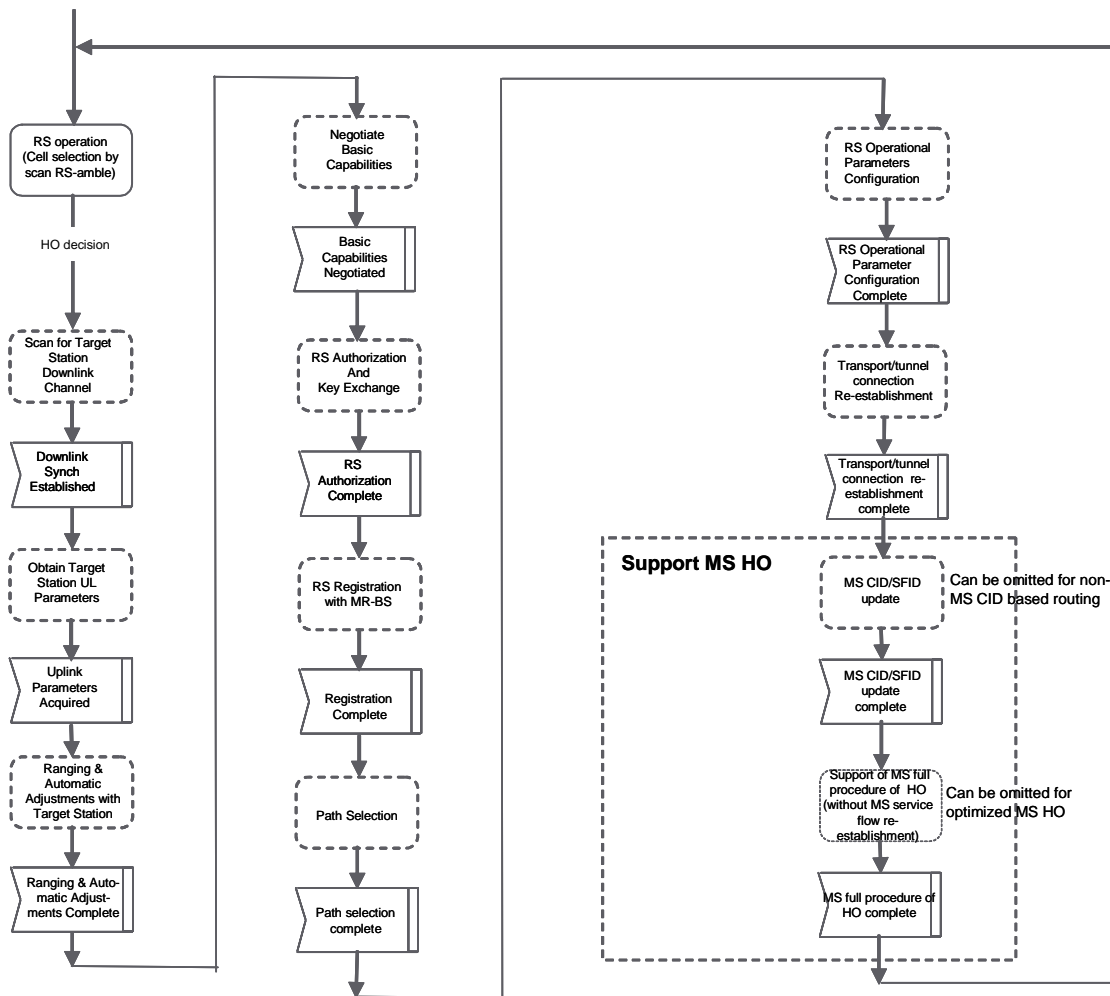 RS operation
(Cell selection by
scan RS-amble)
HO decision
Scan for Target
Station
Downlink
Channel
Downlink
Synch
Established
Obtain Target
Station UL
Parameters
Uplink
Parameters
Acquired
Ranging &
Automatic
Adjustments with
Target Station
Ranging & Auto-
matic Adjust-
ments Complete
Negotiate
Basic
Capabilities
Basic
Capabilities
Negotiated
RS Authorization
And
Key Exchange
RS
Authorization
Complete
RS Registration
with MR-BS
Registration
Complete
Path Selection
Path selection
complete
RS Operational
Parameters
Configuration
RS Operational
Parameter
Configuration
Complete
Transport/tunnel
connection
Re-establishment
Transport/tunnel
connection re-
establishment
complete
Support MS HO
MS CID/SFID
update
Can be omitted for non-
MS CID based routing
MS CID/SFID
update
complete
Support of MS full
procedure of HO
(without MS service
flow re-
establishment)
Can be omitted for
optimized MS HO
MS full procedure of
HO complete